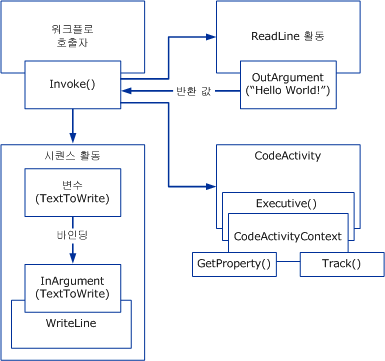 워크플로
호출자
Invoke()
ReadLine 활동
OutArgument
("Hello World!")
반환 값
시퀀스 활동
변수
(TextToWrite)
바인딩
InArgument
(TextToWrite)
WriteLine
CodeActivity
Executive()
CodeActivityContext
GetProperty()
Track()